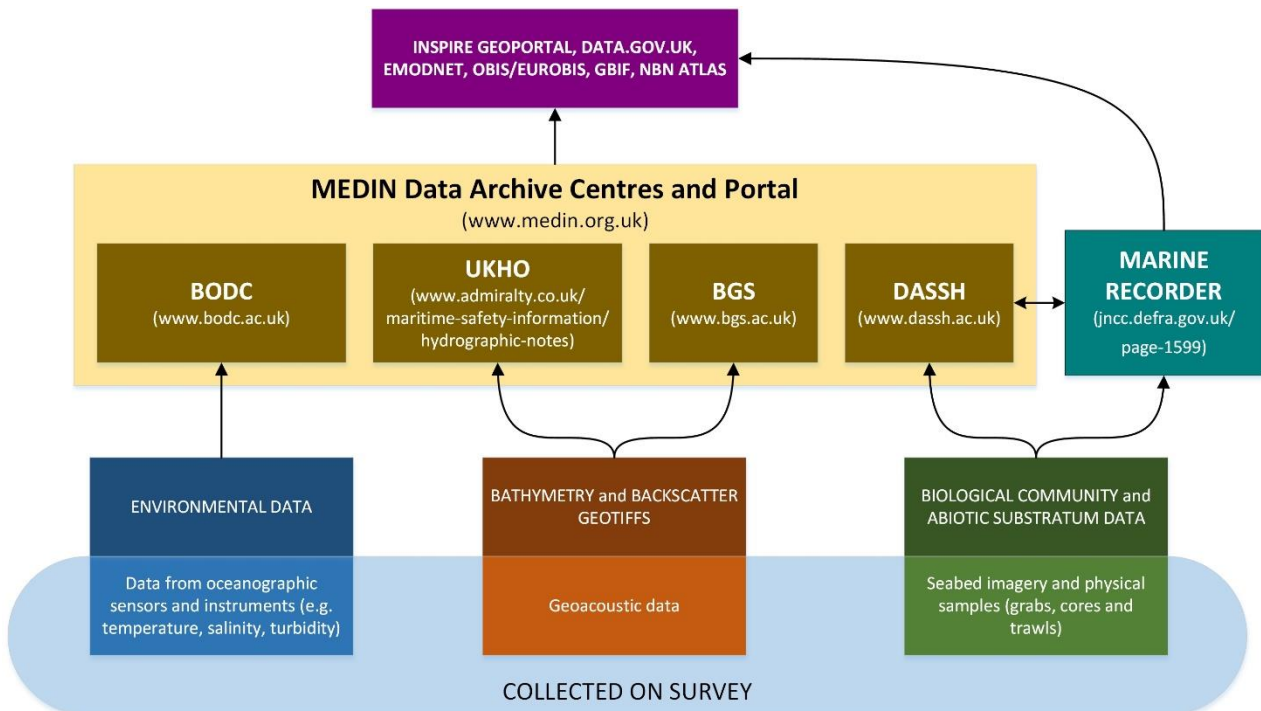 INSPIRE GEOPORTAL, DATA.GOV.UK,
EMODNET, OBIS/EUROBIS, GBIF, NBN ATLAS
MEDIN Data Archive Centres and Portal
(www.medin.org.uk)
BODC
(www.bodc.ac.uk)
UKHO
(www.admiralty.co.uk/
maritime-safety-information/
hydrographic-notes)
BGS
(www.bgs.ac.uk)
DASSH
(www.dassh.ac.uk)
MARINE
RECORDER
(jncc.defra.gov.uk/
page-1599)
ENVIRONMENTAL DATA
Data from oceanographic
sensors and instruments (e.g.
temperature, salinity, turbidity)
BATHYMETRY and BACKSCATTER
GEOTIFFS
Geoacoustic data
BIOLOGICAL COMMUNITY and
ABIOTIC SUBSTRATUM DATA
Seabed imagery and physical
samples (grabs, cores and
trawls)
COLLECTED ON SURVEY